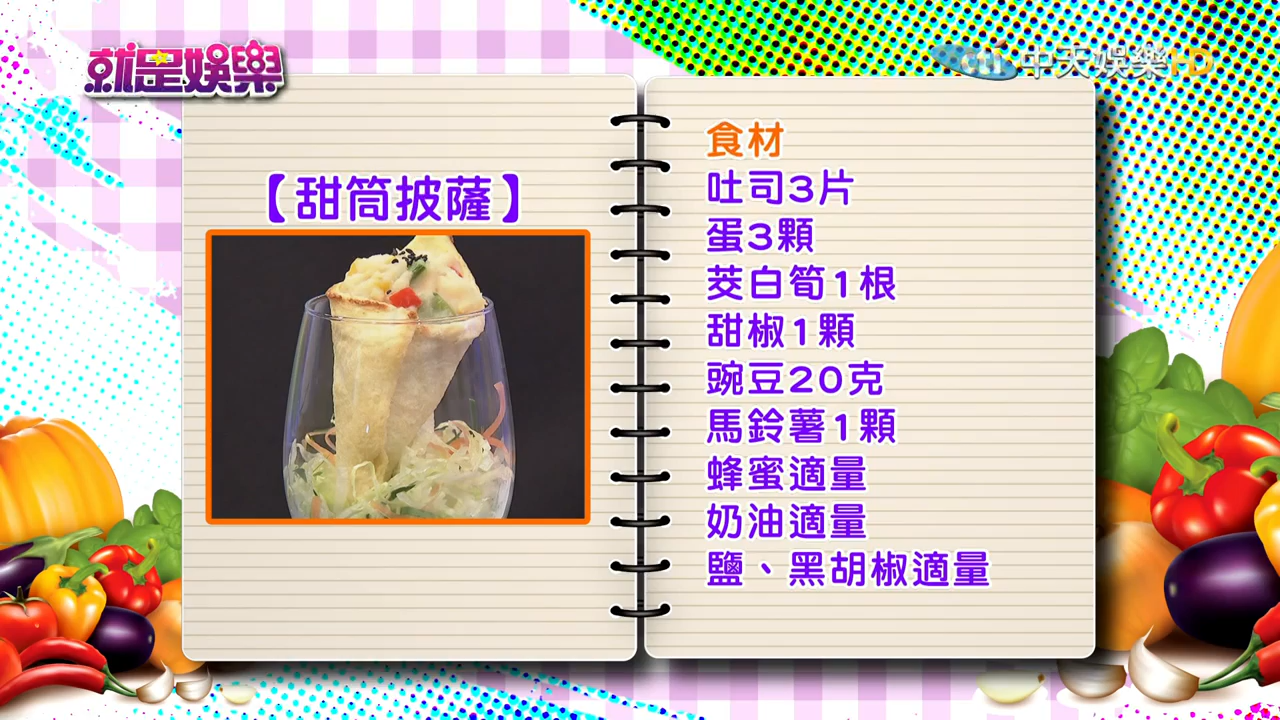 就是娛樂
cti 中天娛樂HD
【甜筒披薩】
食材
吐司3片
蛋3顆
茭白筍1根
甜椒1顆
豌豆20克
馬鈴薯1顆
蜂蜜適量
奶油適量
鹽、黑胡椒適量